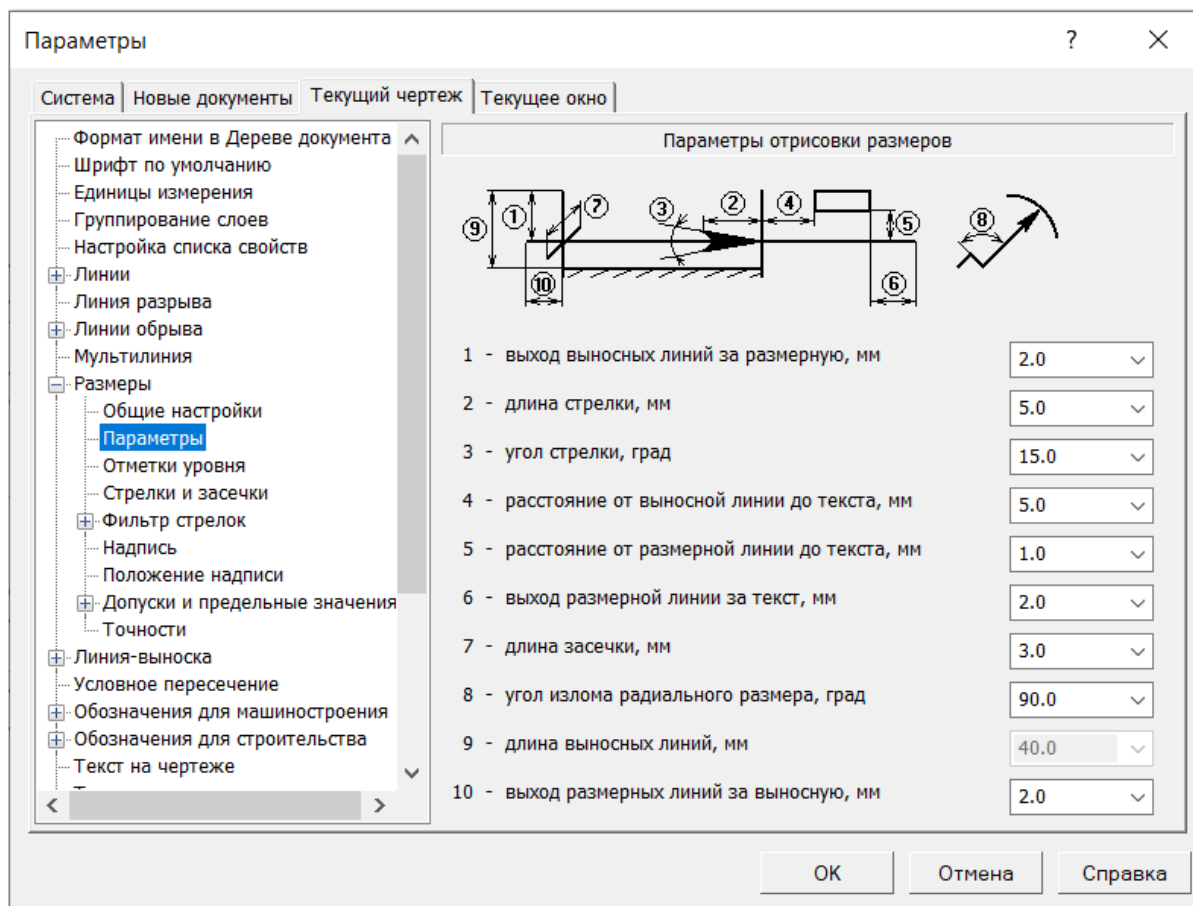 Параметры
?
Система
Новые документы
Текущий чертеж
Текущее окно
Формат имени в Дереве документа
Шрифт по умолчанию
Единицы измерения
Группирование слоев
Настройка списка свойств
Линии
Линия разрыва
Линии обрыва
Мультилиния
Размеры
Общие настройки
Параметры
Отметки уровня
Стрелки и засечки
Фильтр стрелок
Надпись
Положение надписи
Допуски и предельные значения
Точности
Линия-выноска
Условное пересечение
Обозначения для машиностроения
Обозначения для строительства
Текст на чертеже
Параметры отрисовки размеров
9 1 7 3 2 4 5 8
10 6
1 - выход выносных линий за размерную, мм 2.0
2 - длина стрелки, мм 5.0
3 - угол стрелки, град 15.0
4 - расстояние от выносной линии до текста, мм 5.0
5 - расстояние от размерной линии до текста, мм 1.0
6 - выход размерной линии за текст, мм 2.0
7 - длина засечки, мм 3.0
8 - угол излома радиального размера, град 90.0
9 - длина выносных линий, мм 40.0
10 - выход размерных линий за выносную, мм 2.0
ОК
Отмена
Справка